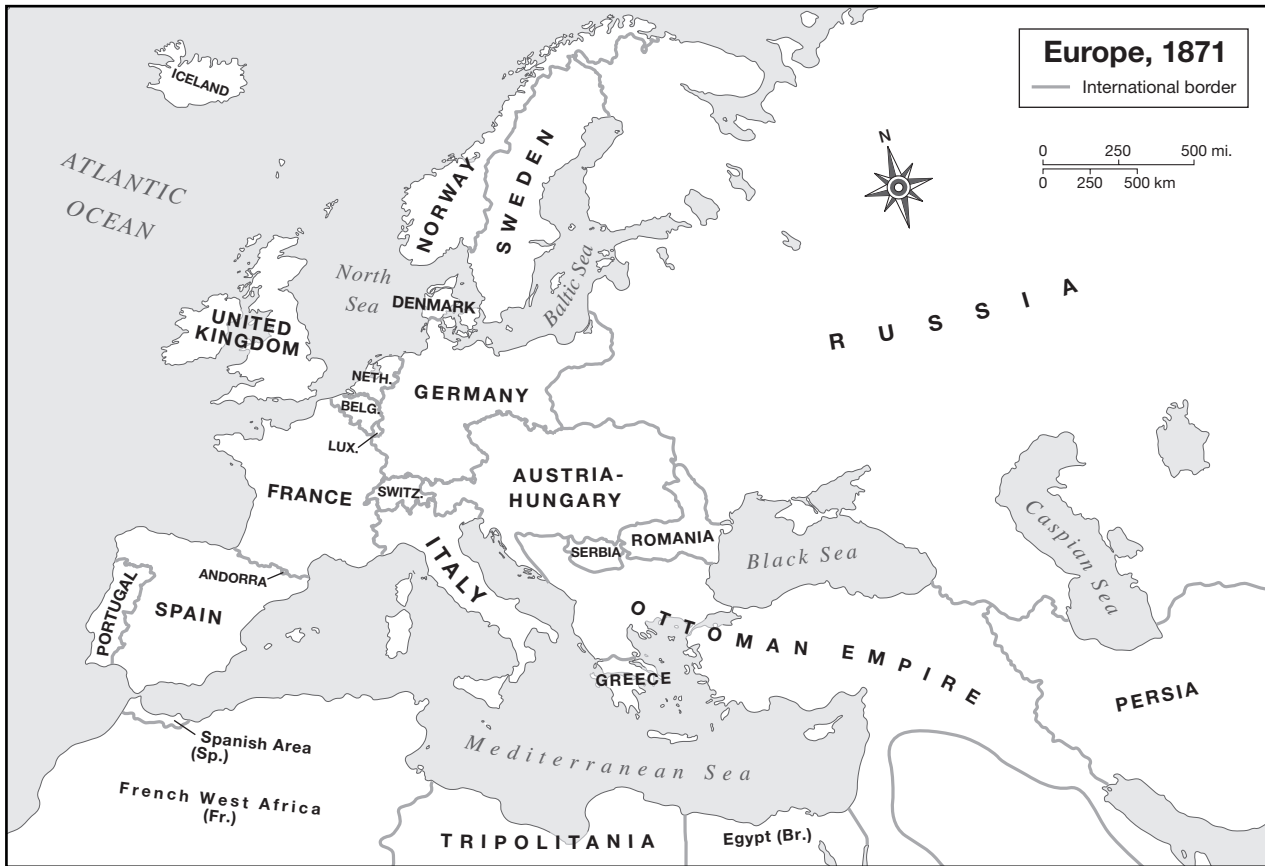 Europe, 1871
International border
N
0 250 500 mi.
0 250 500 km
ICELAND
ATLANTIC
OCEAN
NORWAY
SWEDEN
North
Sea
Baltic Sea
DENMARK
UNITED
KINGDOM
RUSSIA
NETH.
BELG.
LUX.
GERMANY
FRANCE
SWITZ.
AUSTRIA-
HUNGARY
ROMANIA
SERBIA
ITALY
Black Sea
Caspian Sea
ANDORRA
PORTUGAL
SPAIN
OTTOMAN EMPIRE
GREECE
PERSIA
Spanish Area
(Sp.)
Mediterranean Sea
French West Africa
(Fr.)
TRIPOLITANIA
Egypt (Br.)